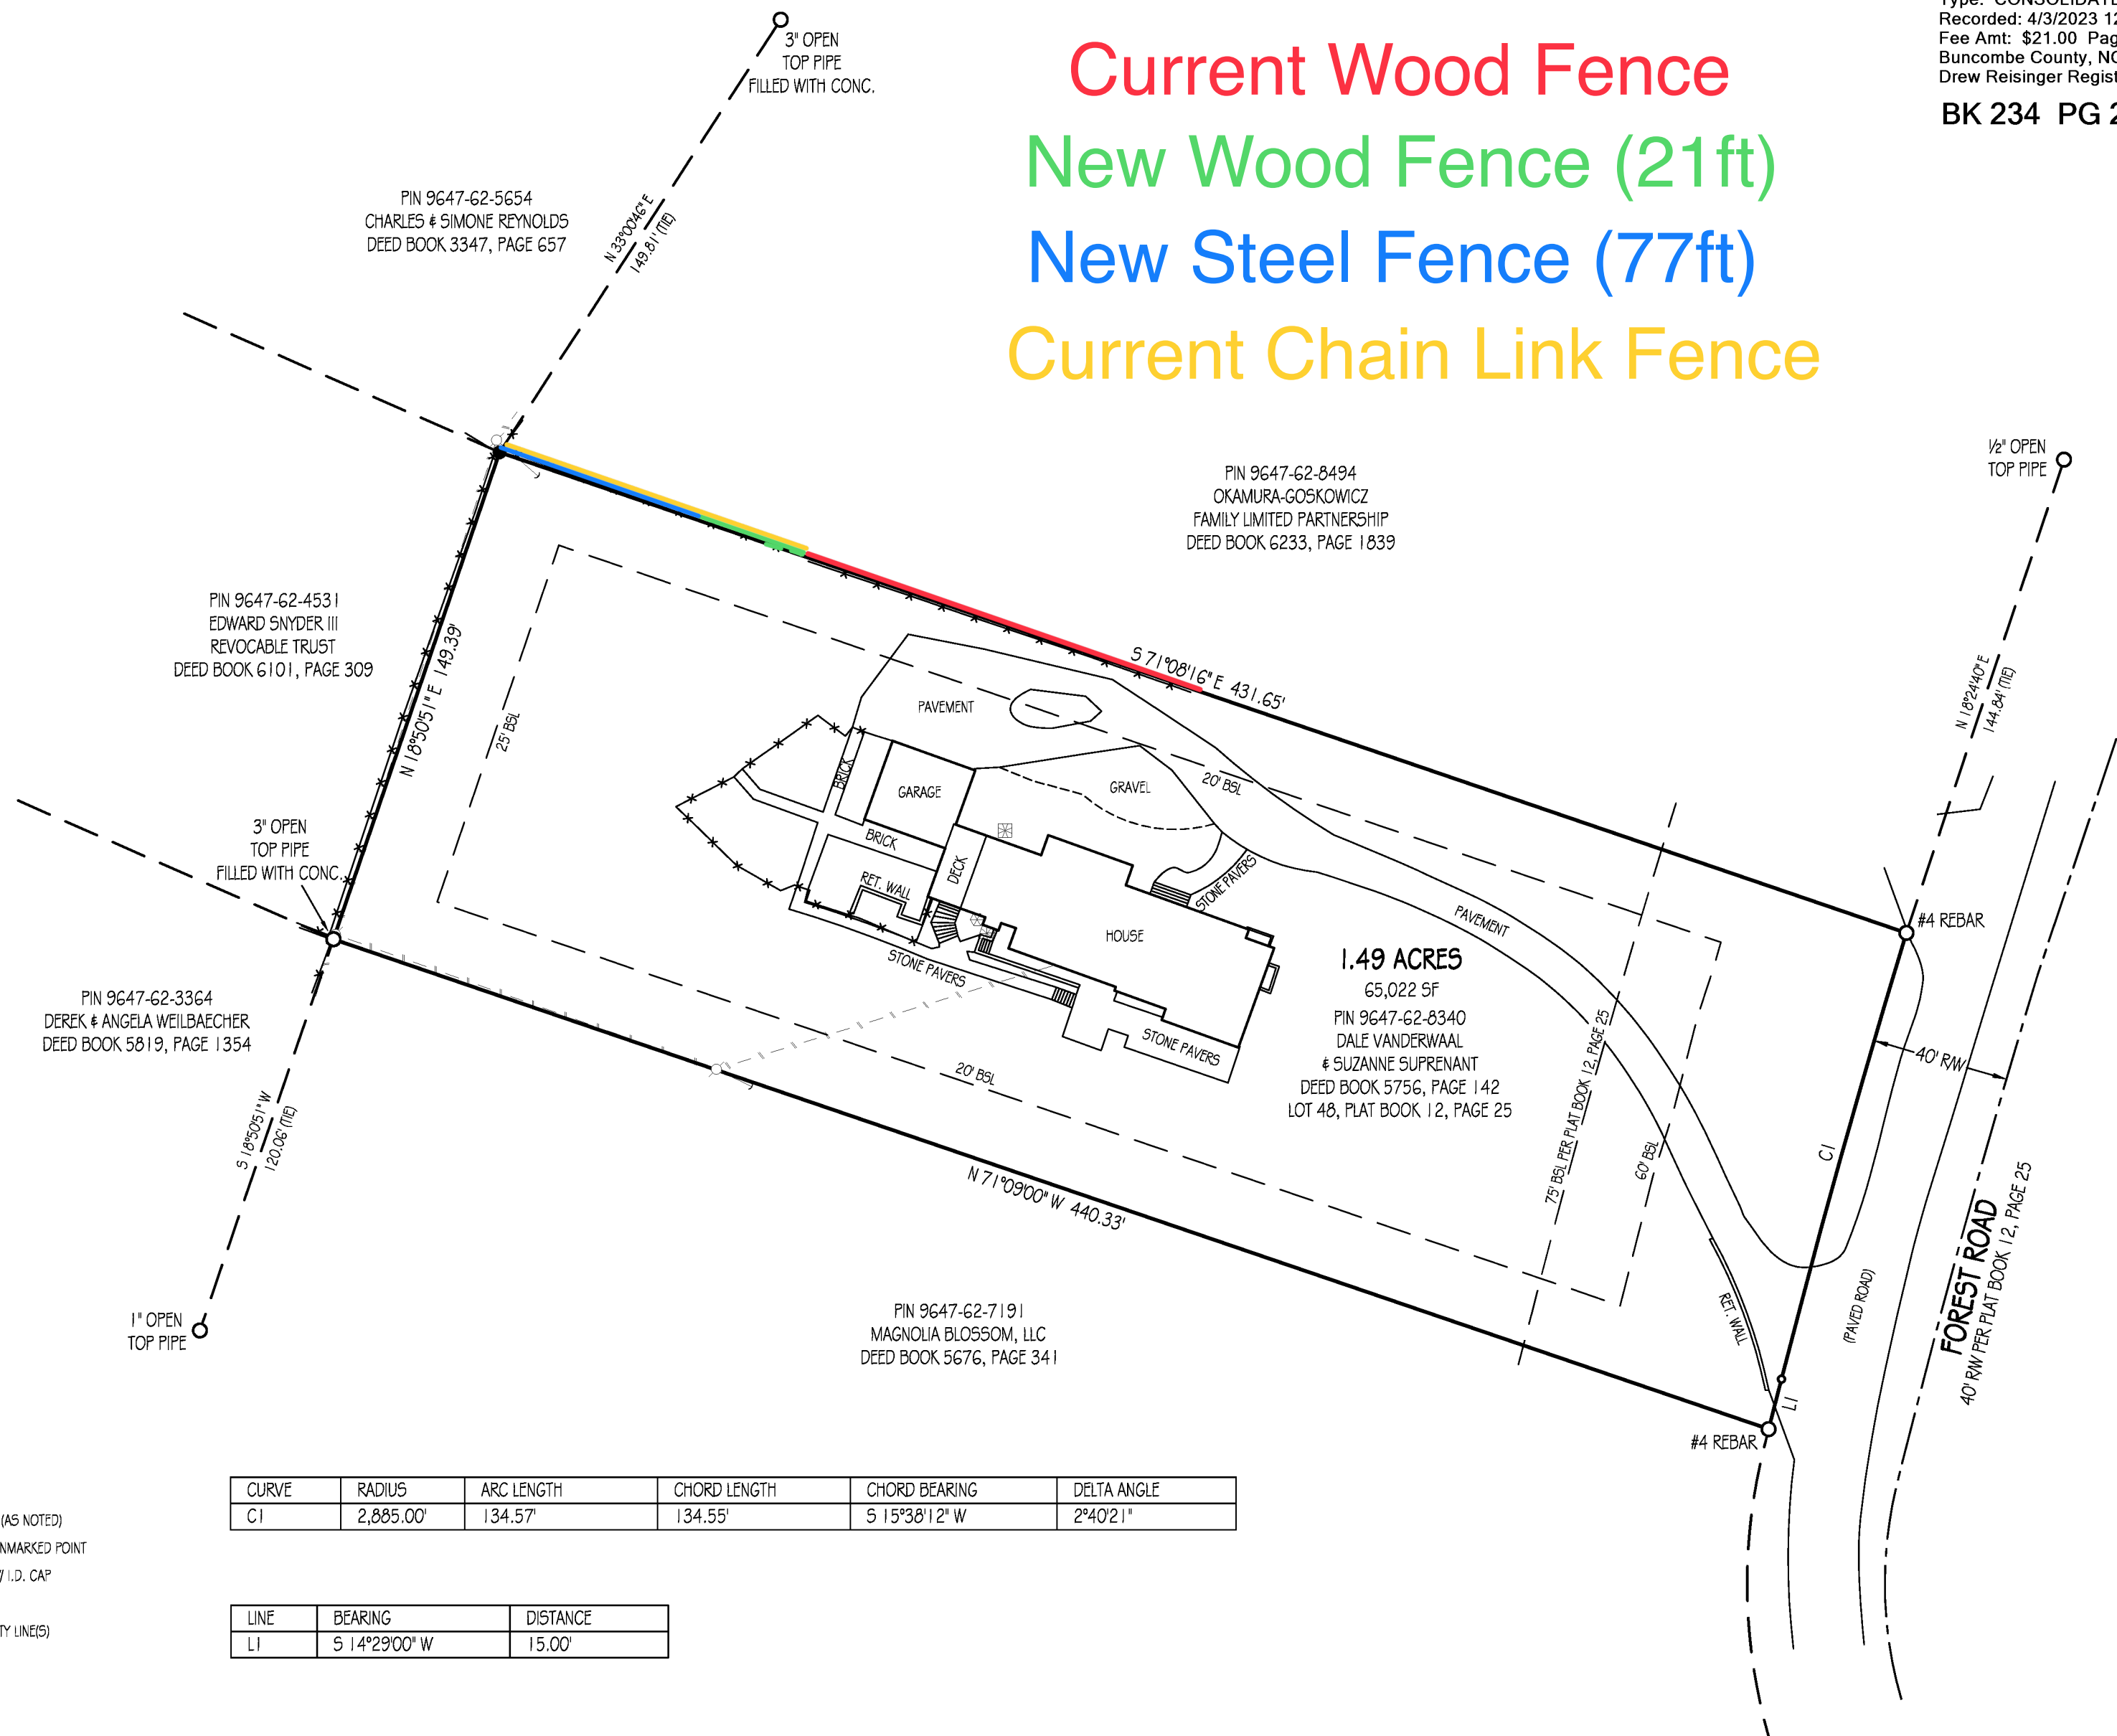 Type: CONSOLIDATE
Recorded: 4/3/2023 12
Fee Amt: $21.00 Pag
Buncombe County, NC
Drew Reisinger Regist
BK 234 PG 2
Current Wood Fence
New Wood Fence (21ft)
New Steel Fence (77ft)
Current Chain Link Fence
3" OPEN
TOP PIPE
FILLED WITH CONC.
PIN 9647-62-5654
CHARLES & SIMONE REYNOLDS
DEED BOOK 3347, PAGE 657
N 33°00'46" E
149.81' (TIE)
1/2" OPEN
TOP PIPE
PIN 9647-62-8494
OKAMURA-GOSKOWICZ
FAMILY LIMITED PARTNERSHIP
DEED BOOK 6233, PAGE 1839
PIN 9647-62-4531
EDWARD SNYDER III
REVOCABLE TRUST
DEED BOOK 6101, PAGE 309
N 18°50'51" E 149.39'
25' BSL
S 71°08'16" E 431.65'
N 18°24'40" E
144.84' (TIE)
PAVEMENT
BRICK
GARAGE
GRAVEL
20' BSL
3" OPEN
TOP PIPE
FILLED WITH CONC.
BRICK
DECK
RET. WALL
STONE PAVERS
HOUSE
PAVEMENT
#4 REBAR
STONE PAVERS
STONE PAVERS
1.49 ACRES
65,022 SF
PIN 9647-62-8340
DALE VANDERWAAL
& SUZANNE SUPRENANT
DEED BOOK 5756, PAGE 142
LOT 48, PLAT BOOK 12, PAGE 25
PIN 9647-62-3364
DEREK & ANGELA WEILBAECHER
DEED BOOK 5819, PAGE 1354
20' BSL
75' BSL PER PLAT BOOK 12, PAGE 25
60' BSL
40' R/W
C1
S 18°50'51" W
120.06' (TIE)
N 71°09'00" W 440.33'
FOREST ROAD
40' R/W PER PLAT BOOK 12, PAGE 25
(PAVED ROAD)
RET. WALL
L1
#4 REBAR
1" OPEN
TOP PIPE
PIN 9647-62-7191
MAGNOLIA BLOSSOM, LLC
DEED BOOK 5676, PAGE 341
CURVE RADIUS ARC LENGTH CHORD LENGTH CHORD BEARING DELTA ANGLE
C1 2,885.00' 134.57' 134.55' S 15°38'12" W 2°40'21"
(AS NOTED)
NMARKED POINT
/ I.D. CAP
TY LINE(S)
LINE BEARING DISTANCE
L1 S 14°29'00" W 15.00'